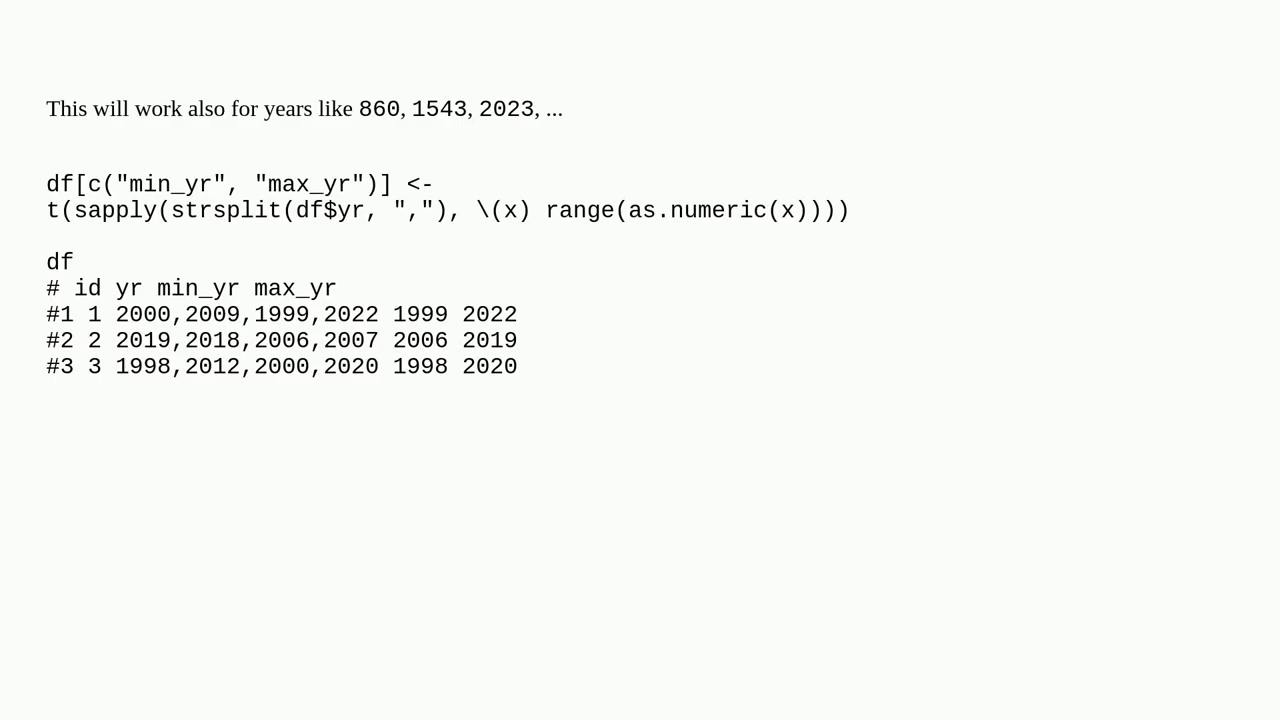 This will work also for years like 860, 1543, 2023, ...
df[c("min_yr", "max_yr")] <-
t(sapply(strsplit(df$yr, ","), \(x) range(as.numeric(x))))
df
# id yr min_yr max_yr
#1 1 2000,2009,1999,2022 1999 2022
#2 2 2019,2018,2006,2007 2006 2019
#3 3 1998,2012,2000,2020 1998 2020